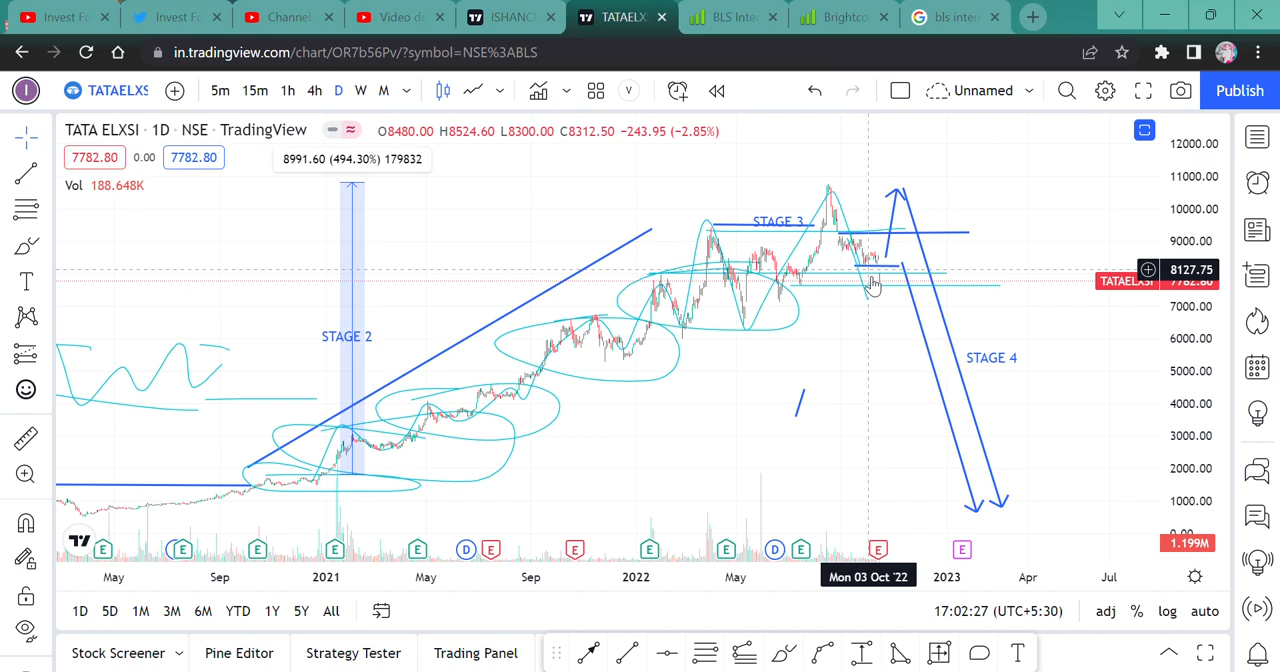 Invest Fo
Invest Fo
Channel
Video de
ISHANC
TATAELX
BLS Inter
Brightco
bls intern
in.tradingview.com/chart/OR7b56Pv/?symbol=NSE%3ABLS
I
TATAELXS
5m 15m 1h 4h D W M
V
Unnamed
Publish
TATA ELXSI · 1D · NSE · TradingView
O8480.00 H8524.60 L8300.00 C8312.50 −243.95 (−2.85%)
7782.80 0.00 7782.80
8991.60 (494.30%) 179832
Vol 188.648K
12000.00
11000.00
10000.00
9000.00
8127.75
TATAELXSI 7782.80
7000.00
6000.00
5000.00
4000.00
3000.00
2000.00
1000.00
0.00
1.199M
STAGE 3
STAGE 2
STAGE 4
E E E E E D E E E E D E E E
May Sep 2021 May Sep 2022 May Mon 03 Oct '22 2023 Apr Jul
1D 5D 1M 3M 6M YTD 1Y 5Y All
17:02:27 (UTC+5:30) adj % log auto
Stock Screener Pine Editor Strategy Tester Trading Panel
T